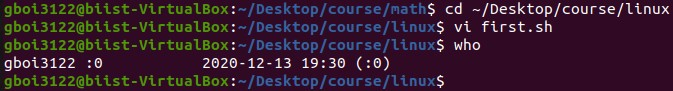 gboi3122@biist-VirtualBox:~/Desktop/course/math$ cd ~/Desktop/course/linux
gboi3122@biist-VirtualBox:~/Desktop/course/linux$ vi first.sh
gboi3122@biist-VirtualBox:~/Desktop/course/linux$ who
gboi3122 :0           2020-12-13 19:30 (:0)
gboi3122@biist-VirtualBox:~/Desktop/course/linux$